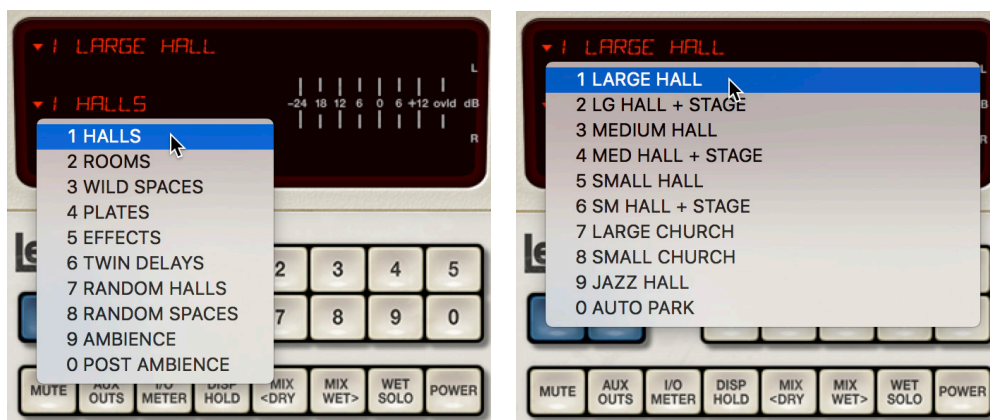 1 LARGE HALL
L
-24 18 12 6 0 6 +12 ovld dB
1 HALLS
R
1 HALLS
2 ROOMS
3 WILD SPACES
4 PLATES
5 EFFECTS
6 TWIN DELAYS
7 RANDOM HALLS
8 RANDOM SPACES
9 AMBIENCE
0 POST AMBIENCE
Le
2 3 4 5
7 8 9 0
MUTE AUX OUTS I/O METER DISP HOLD MIX <DRY MIX WET> WET SOLO POWER
1 LARGE HALL
L
B
R
1 LARGE HALL
2 LG HALL + STAGE
3 MEDIUM HALL
4 MED HALL + STAGE
5 SMALL HALL
6 SM HALL + STAGE
7 LARGE CHURCH
8 SMALL CHURCH
9 JAZZ HALL
0 AUTO PARK
Le
MUTE AUX OUTS I/O METER DISP HOLD MIX <DRY MIX WET> WET SOLO POWER